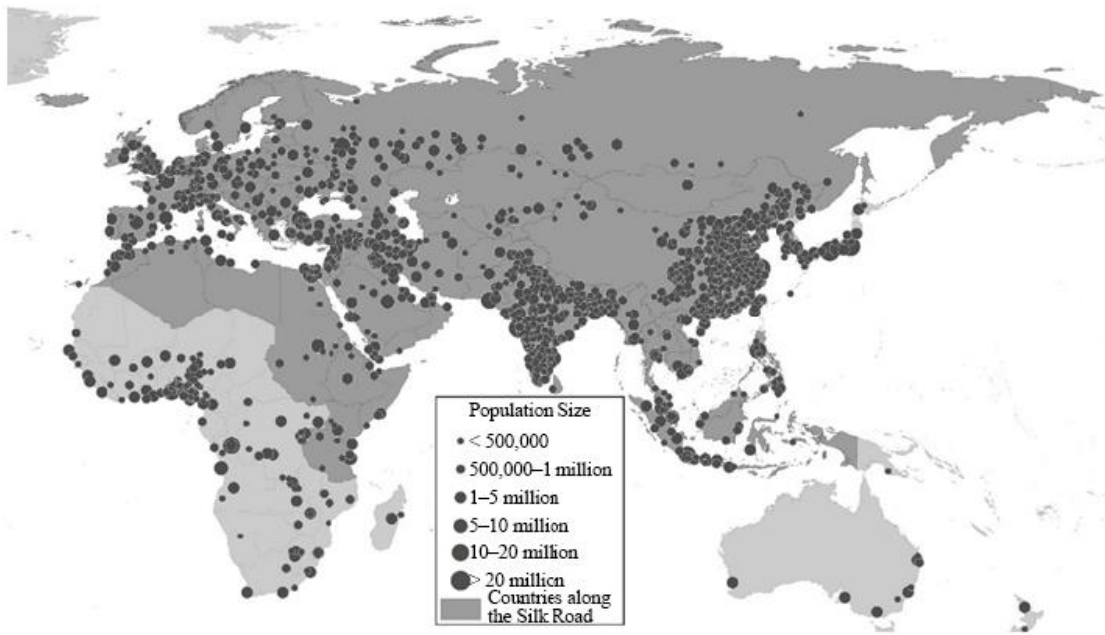 Population Size
< 500,000
500,000–1 million
1–5 million
5–10 million
10–20 million
> 20 million
Countries along
the Silk Road